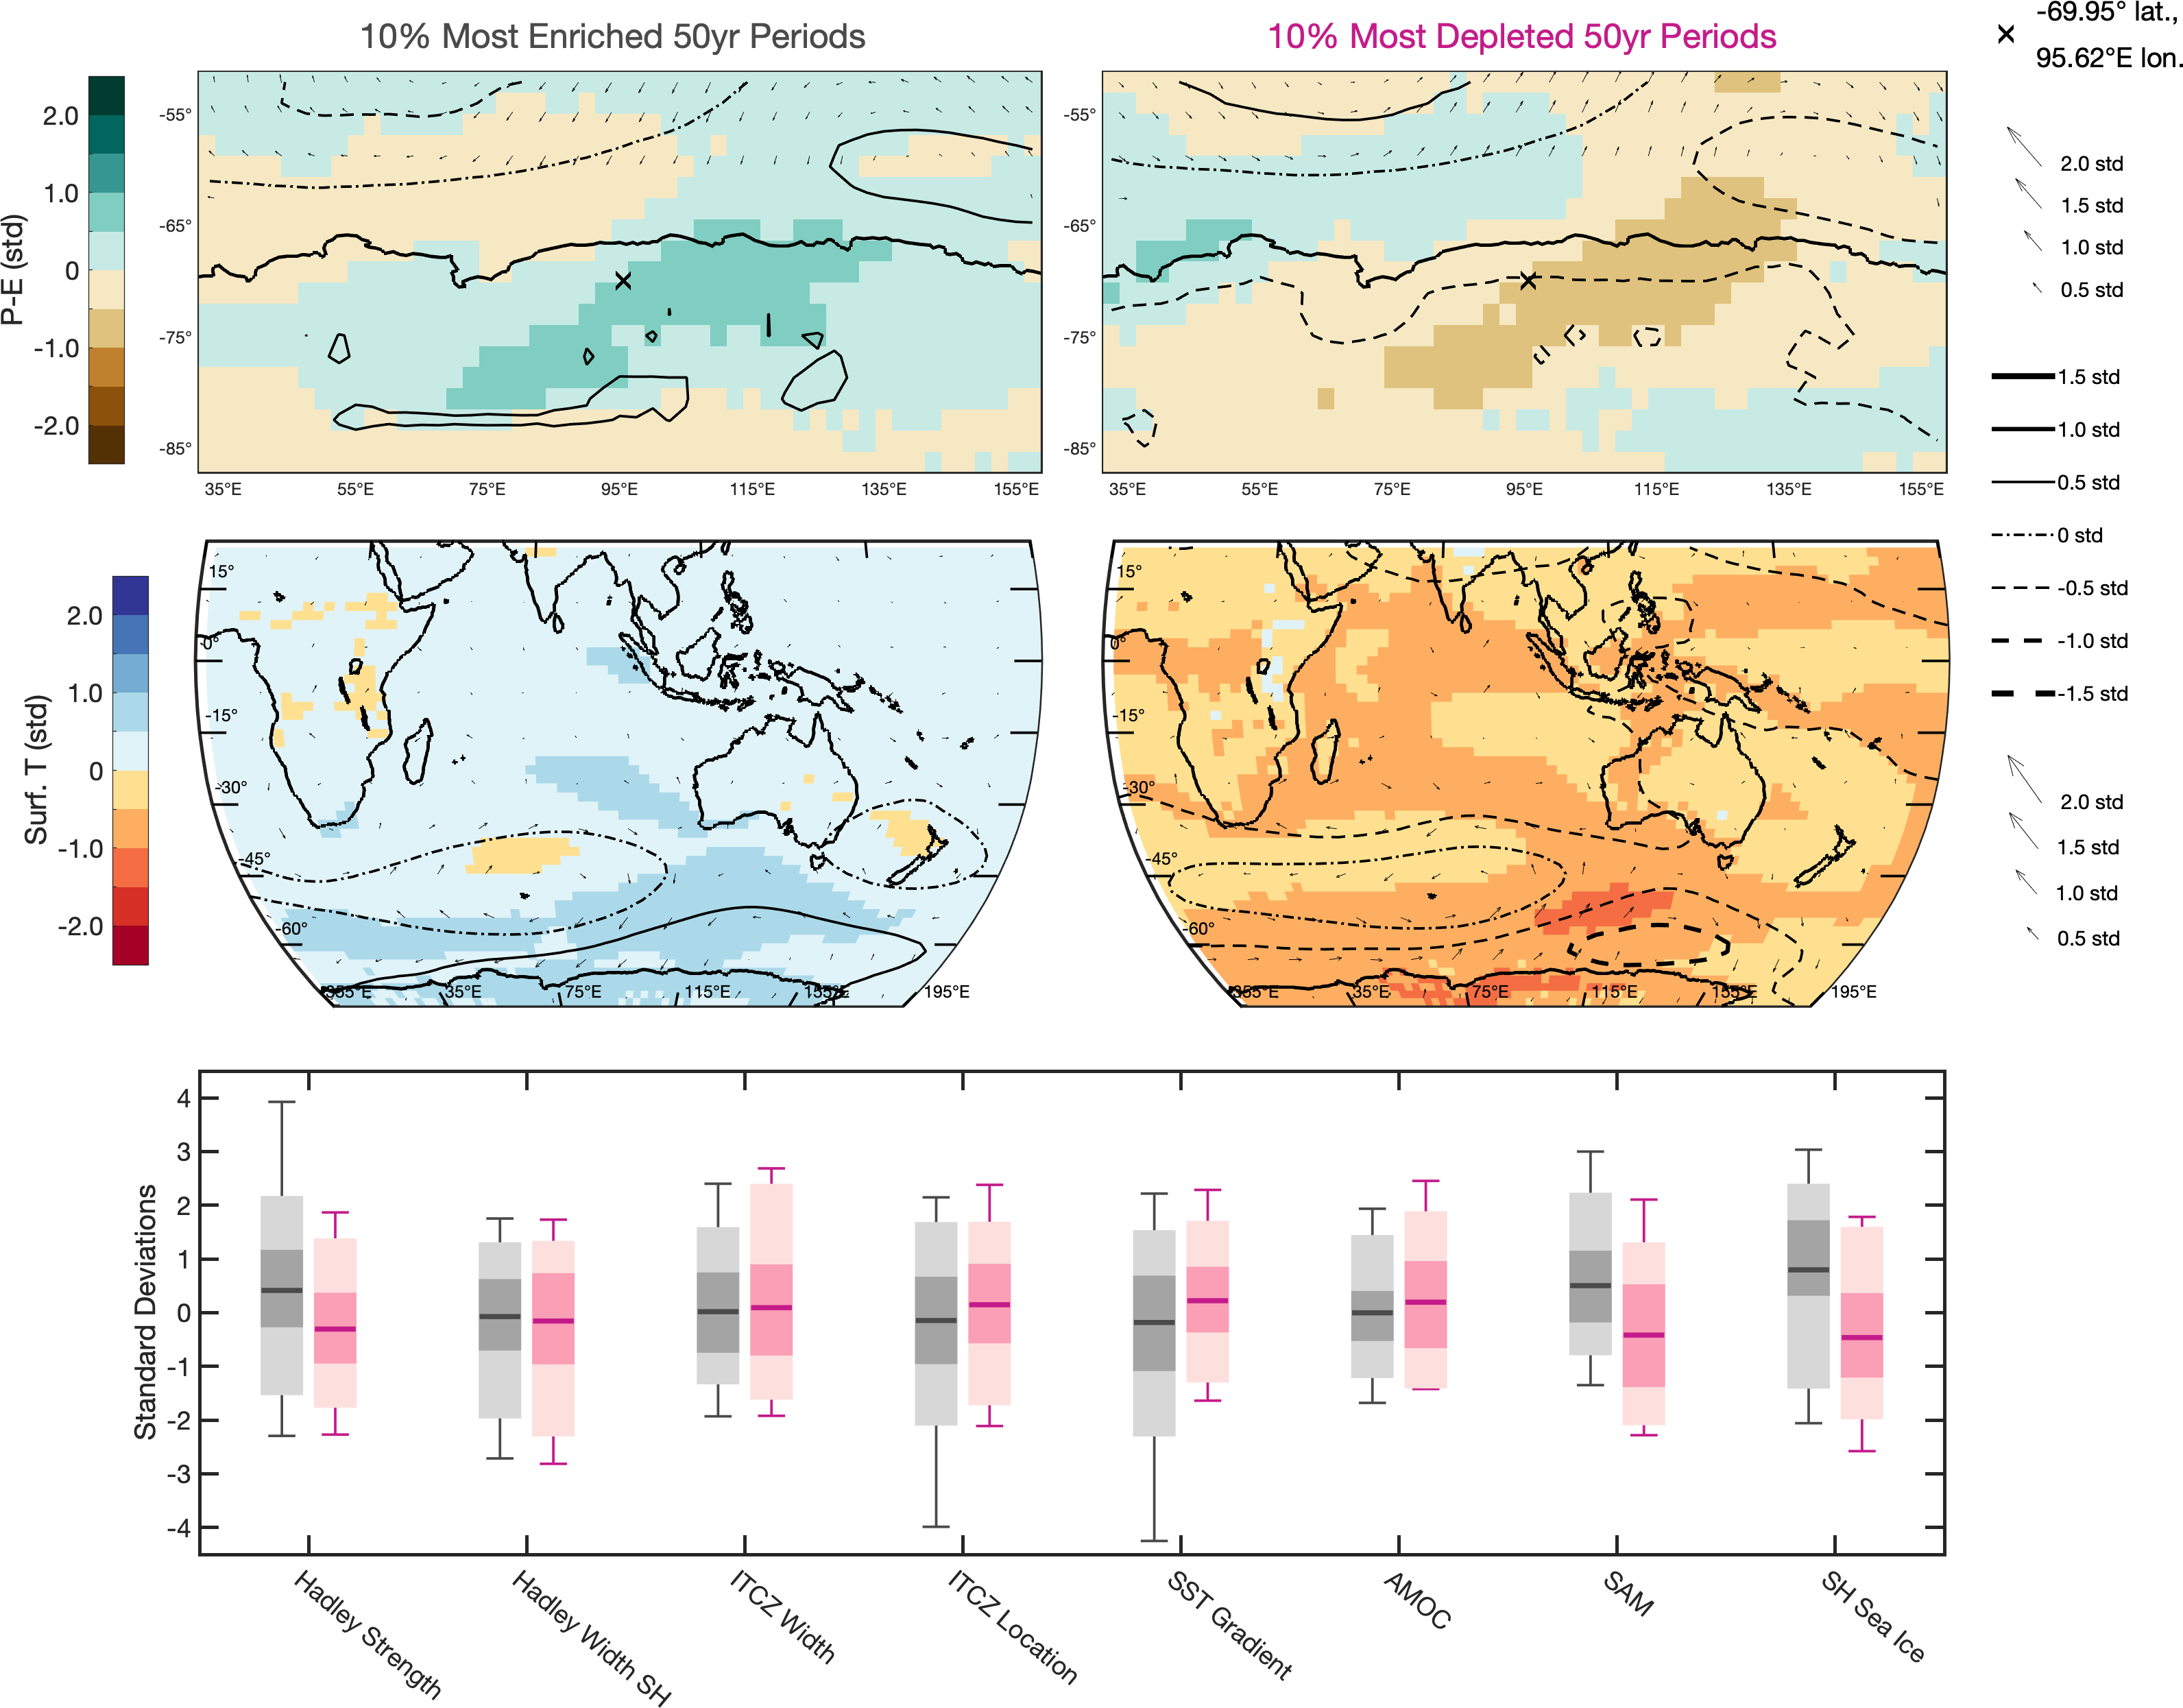 10% Most Enriched 50yr Periods
10% Most Depleted 50yr Periods
-69.95° lat.,
95.62°E lon.
P-E (std)
2.0
1.0
0
-1.0
-2.0
-55°
-65°
-75°
-85°
35°E 55°E 75°E 95°E 115°E 135°E 155°E
-55°
-65°
-75°
-85°
35°E 55°E 75°E 95°E 115°E 135°E 155°E
2.0 std
1.5 std
1.0 std
0.5 std
1.5 std
1.0 std
0.5 std
0 std
-0.5 std
-1.0 std
-1.5 std
Surf. T (std)
2.0
1.0
0
-1.0
-2.0
15°
0°
-15°
-30°
-45°
-60°
355°E 35°E 75°E 115°E 155°E 195°E
15°
0°
-15°
-30°
-45°
-60°
355°E 35°E 75°E 115°E 155°E 195°E
2.0 std
1.5 std
1.0 std
0.5 std
Standard Deviations
4
3
2
1
0
-1
-2
-3
-4
Hadley Strength
Hadley Width SH
ITCZ Width
ITCZ Location
SST Gradient
AMOC
SAM
SH Sea Ice